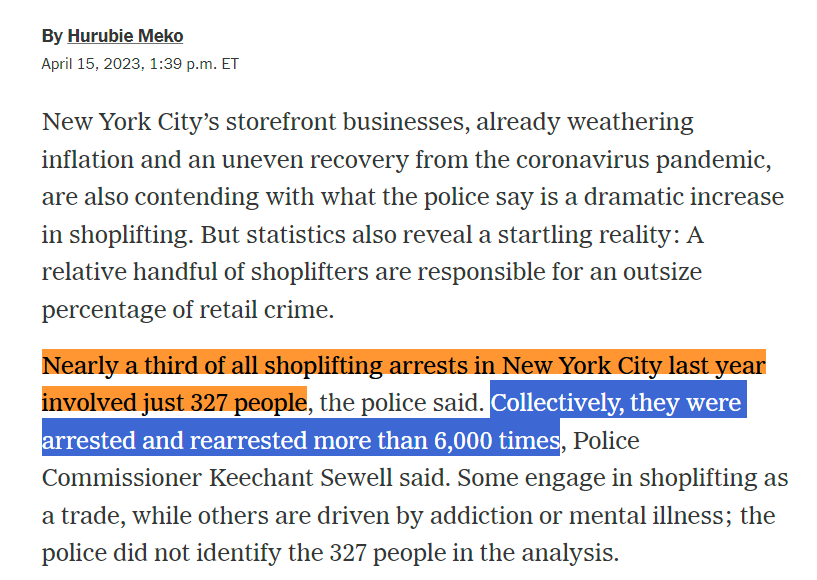 By Hurubie Meko
April 15, 2023, 1:39 p.m. ET
New York City’s storefront businesses, already weathering
inflation and an uneven recovery from the coronavirus pandemic,
are also contending with what the police say is a dramatic increase
in shoplifting. But statistics also reveal a startling reality: A
relative handful of shoplifters are responsible for an outsize
percentage of retail crime.
Nearly a third of all shoplifting arrests in New York City last year
involved just 327 people, the police said. Collectively, they were
arrested and rearrested more than 6,000 times, Police
Commissioner Keechant Sewell said. Some engage in shoplifting as
a trade, while others are driven by addiction or mental illness; the
police did not identify the 327 people in the analysis.